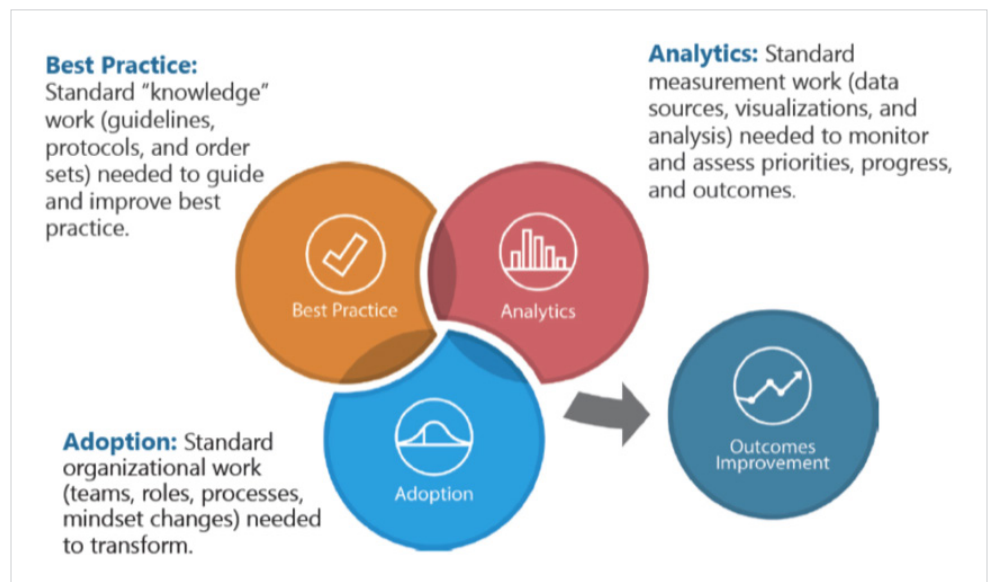 Best Practice:
Standard “knowledge”
work (guidelines,
protocols, and order
sets) needed to guide
and improve best
practice.
Analytics: Standard
measurement work (data
sources, visualizations, and
analysis) needed to monitor
and assess priorities, progress,
and outcomes.
Best Practice
Analytics
Adoption: Standard
organizational work
(teams, roles, processes,
mindset changes) needed
to transform.
Adoption
Outcomes
Improvement